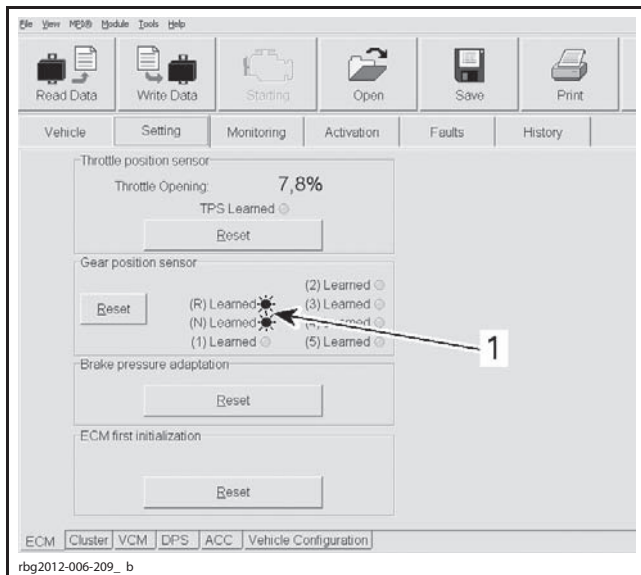 File View MPI® Module Tools Help
Read Data Write Data Starting Open Save Print
Vehicle Setting Monitoring Activation Faults History
Throttle position sensor
Throttle Opening: 7,8%
TPS Learned
Reset
Gear position sensor
(2) Learned
Reset (R) Learned (3) Learned
(N) Learned (4) Learned
(1) Learned (5) Learned
1
Brake pressure adaptation
Reset
ECM first initialization
Reset
ECM Cluster VCM DPS ACC Vehicle Configuration
rbg2012-006-209_ b